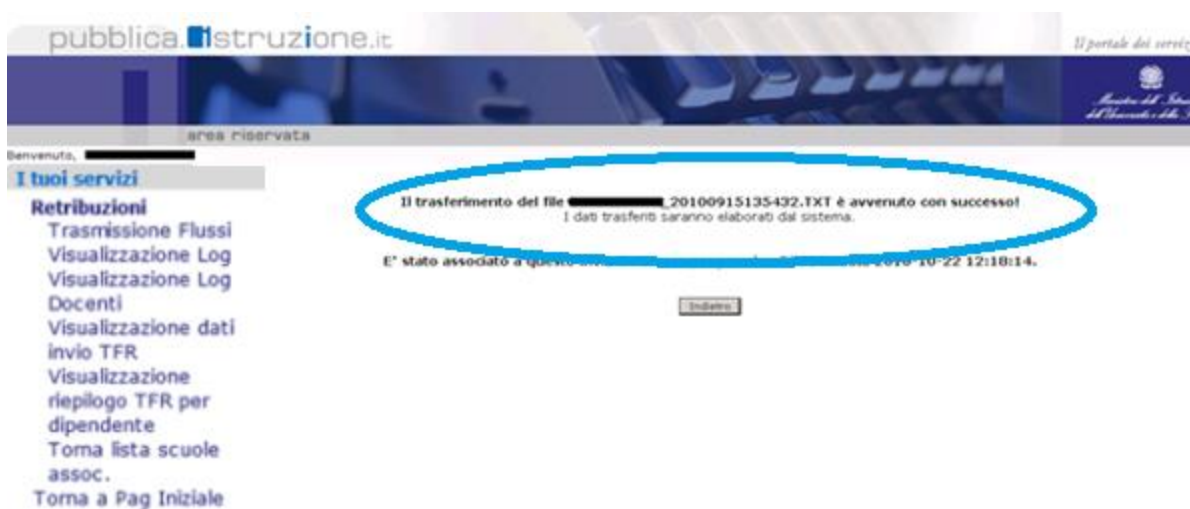 pubblica.istruzione.it
Il portale dei serviz
area riservata
Benvenuto,
I tuoi servizi
Retribuzioni
Trasmissione Flussi
Visualizzazione Log
Visualizzazione Log
Docenti
Visualizzazione dati
invio TFR
Visualizzazione
riepilogo TFR per
dipendente
Torna lista scuole
assoc.
Torna a Pag Iniziale
Il trasferimento del file _20100915135432.TXT è avvenuto con successo!
I dati trasferiti saranno elaborati dal sistema.
E' stato associato a questo 2010-10-22 12:18:14.
Indietro